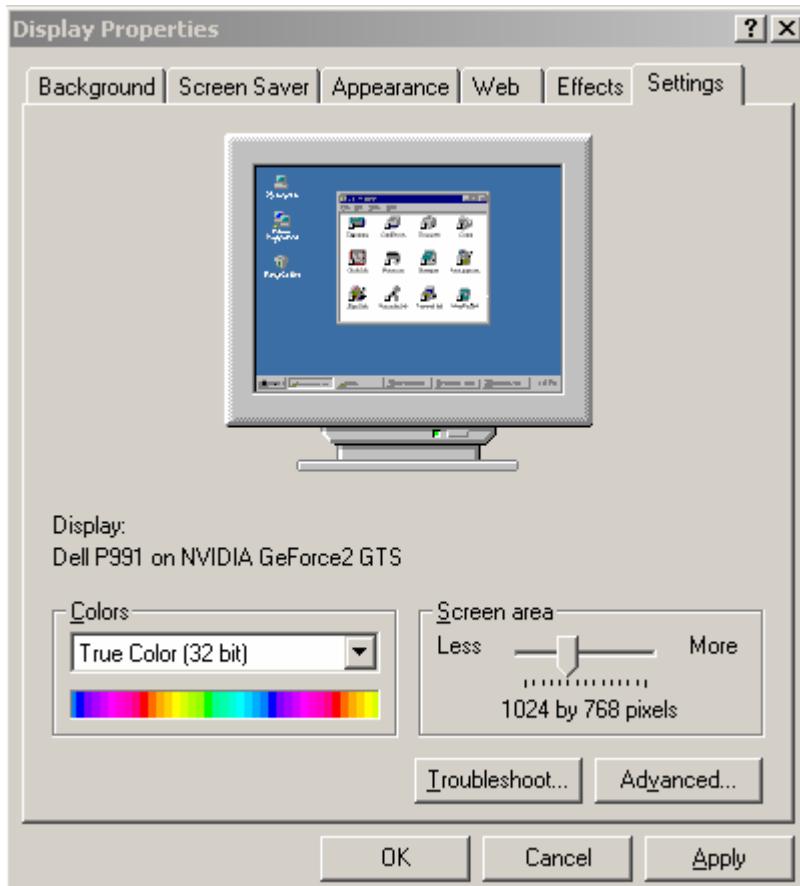 Display Properties
Background Screen Saver Appearance Web Effects Settings
Display:
Dell P991 on NVIDIA GeForce2 GTS
Colors
True Color (32 bit)
Screen area
Less More
1024 by 768 pixels
Troubleshoot... Advanced...
OK Cancel Apply